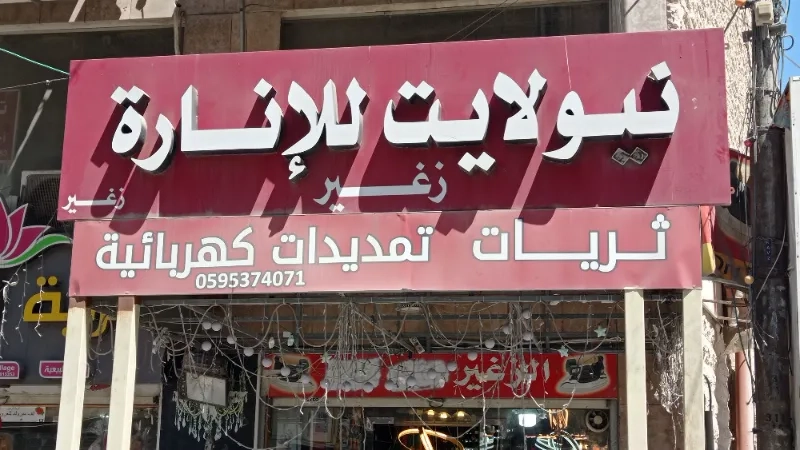 نيولايت للإنارة
زغير
زغير
ثريات تمديدات كهربائية
0595374071
الزغير